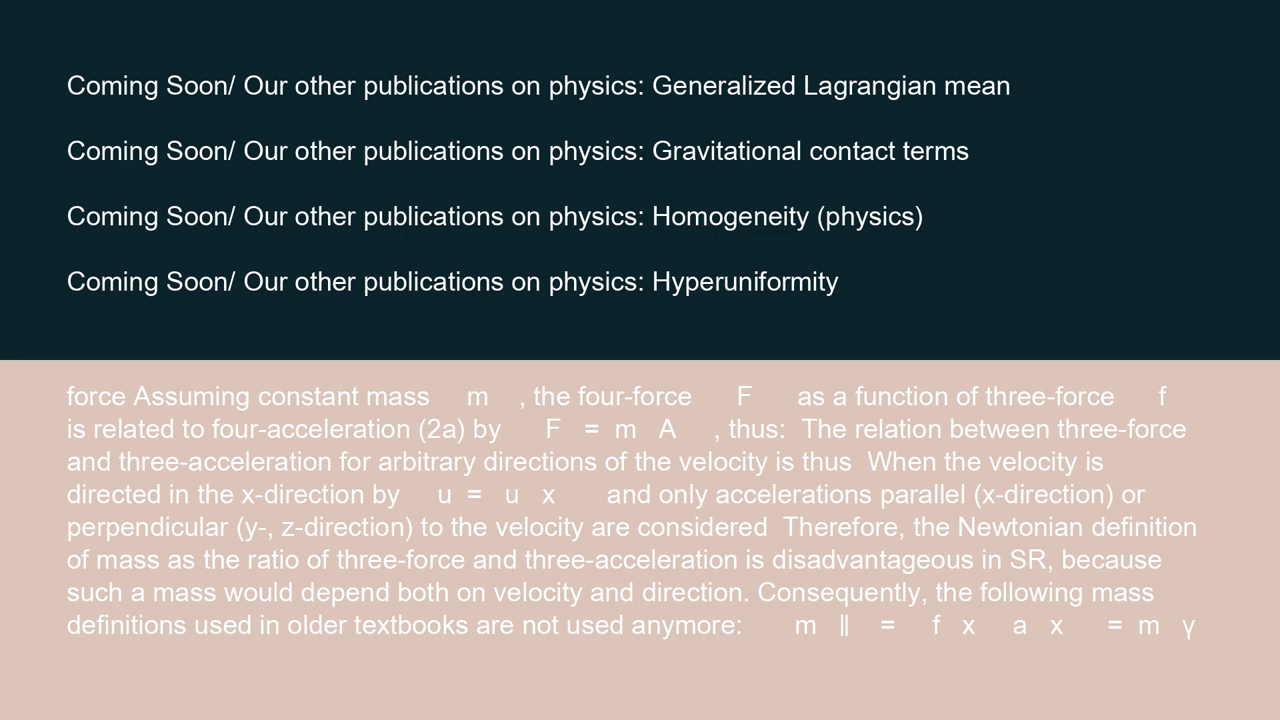 Coming Soon/ Our other publications on physics: Generalized Lagrangian mean
Coming Soon/ Our other publications on physics: Gravitational contact terms
Coming Soon/ Our other publications on physics: Homogeneity (physics)
Coming Soon/ Our other publications on physics: Hyperuniformity
force Assuming constant mass m , the four-force F as a function of three-force f
is related to four-acceleration (2a) by F = m A , thus: The relation between three-force
and three-acceleration for arbitrary directions of the velocity is thus When the velocity is
directed in the x-direction by u = u x and only accelerations parallel (x-direction) or
perpendicular (y-, z-direction) to the velocity are considered Therefore, the Newtonian definition
of mass as the ratio of three-force and three-acceleration is disadvantageous in SR, because
such a mass would depend both on velocity and direction. Consequently, the following mass
definitions used in older textbooks are not used anymore: m ‖ = f x a x = m γ